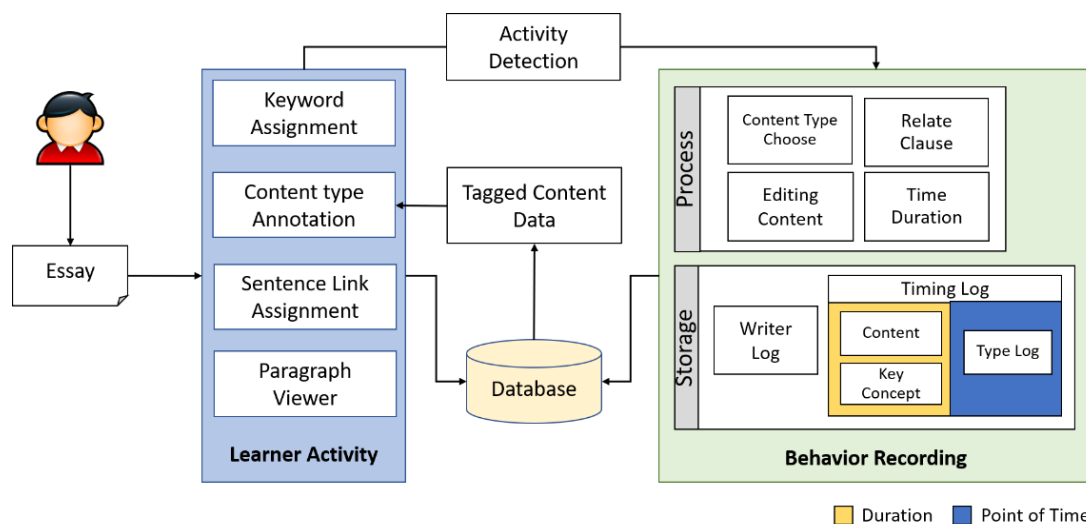 Activity
Detection
Keyword
Assignment
Content type
Annotation
Sentence Link
Assignment
Paragraph
Viewer
Learner Activity
Essay
Tagged Content
Data
Database
Process
Content Type
Choose
Relate
Clause
Editing
Content
Time
Duration
Storage
Writer
Log
Timing Log
Content
Key
Concept
Type Log
Behavior Recording
Duration
Point of Time